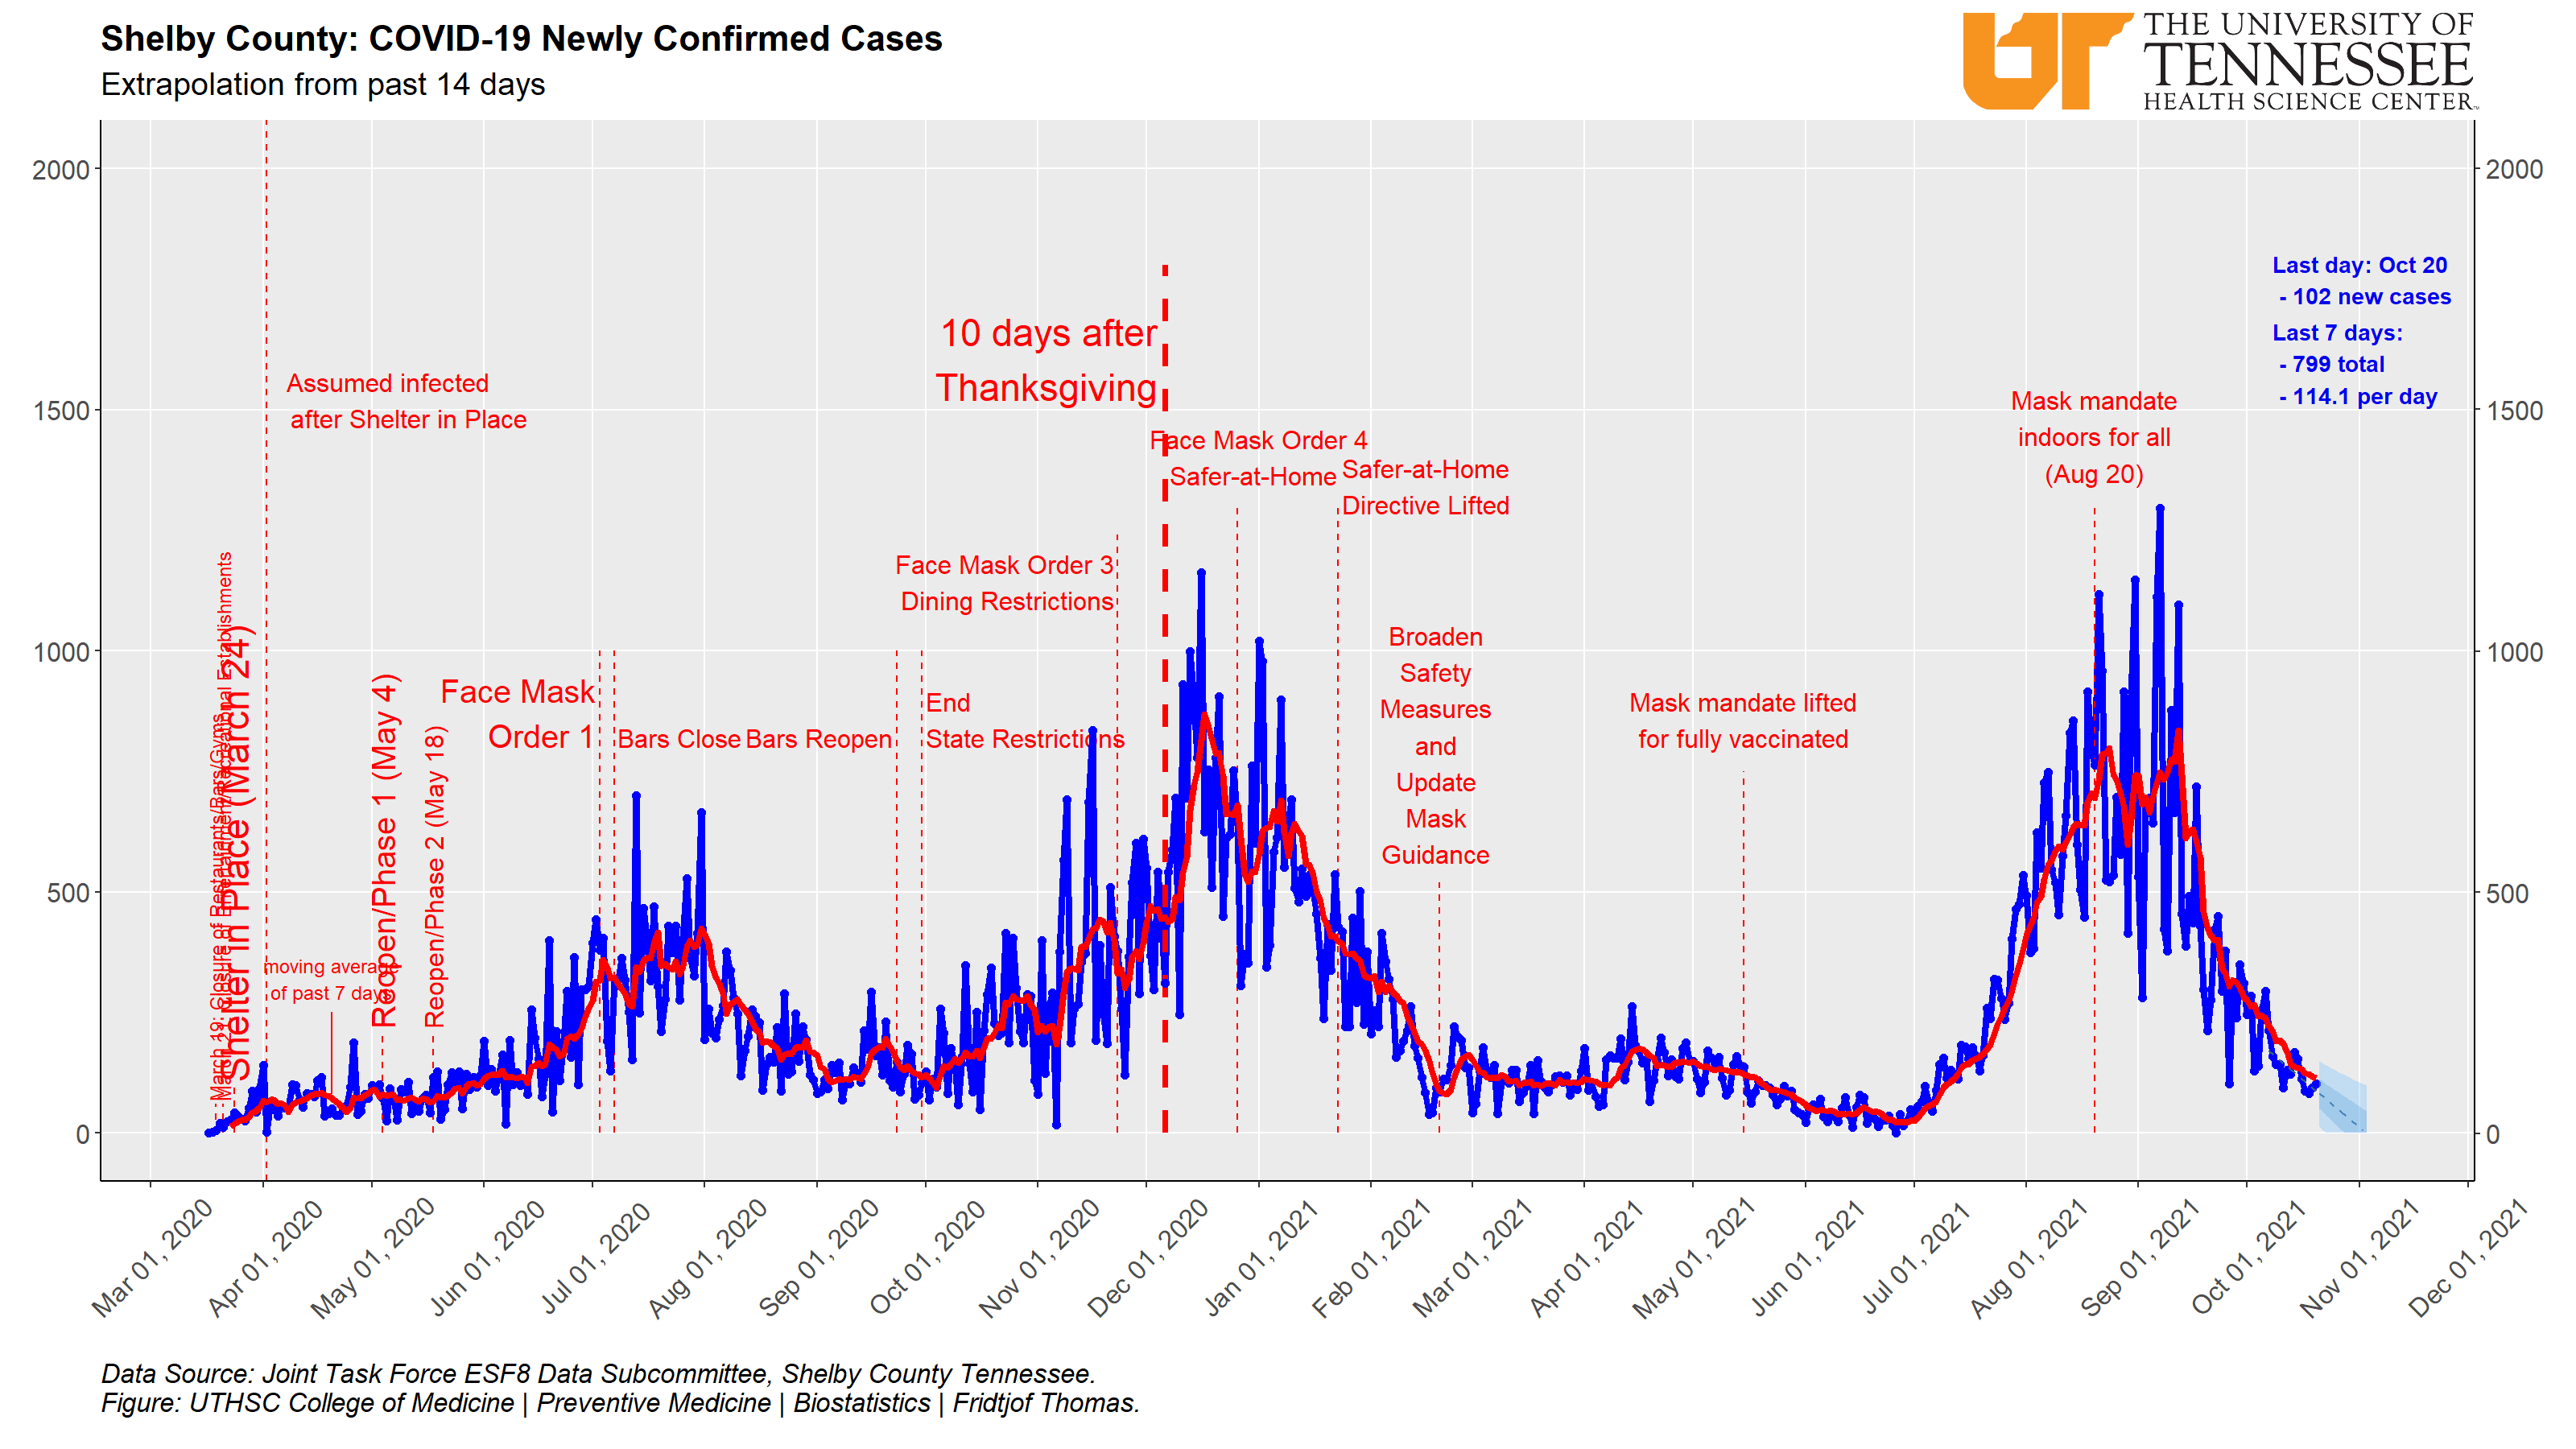 Shelby County: COVID-19 Newly Confirmed Cases
Extrapolation from past 14 days
THE UNIVERSITY OF
TENNESSEE
HEALTH SCIENCE CENTER
2000
1500
1000
500
0
2000
1500
1000
500
0
March 19: Closure of Restaurants/Bars/Gyms
Shelter in Place (March 24)
Assumed infected
after Shelter in Place
moving average
of past 7 days
Reopen/Phase 1 (May 4)
Reopen/Phase 2 (May 18)
Face Mask
Order 1
Bars Close
Bars Reopen
End
State Restrictions
Face Mask Order 3
Dining Restrictions
10 days after
Thanksgiving
Face Mask Order 4
Safer-at-Home
Safer-at-Home
Directive Lifted
Broaden
Safety
Measures
and
Update
Mask
Guidance
Mask mandate lifted
for fully vaccinated
Mask mandate
indoors for all
(Aug 20)
Last day: Oct 20
- 102 new cases
Last 7 days:
- 799 total
- 114.1 per day
Mar 01, 2020
Apr 01, 2020
May 01, 2020
Jun 01, 2020
Jul 01, 2020
Aug 01, 2020
Sep 01, 2020
Oct 01, 2020
Nov 01, 2020
Dec 01, 2020
Jan 01, 2021
Feb 01, 2021
Mar 01, 2021
Apr 01, 2021
May 01, 2021
Jun 01, 2021
Jul 01, 2021
Aug 01, 2021
Sep 01, 2021
Oct 01, 2021
Nov 01, 2021
Dec 01, 2021
Data Source: Joint Task Force ESF8 Data Subcommittee, Shelby County Tennessee.
Figure: UTHSC College of Medicine | Preventive Medicine | Biostatistics | Fridtjof Thomas.